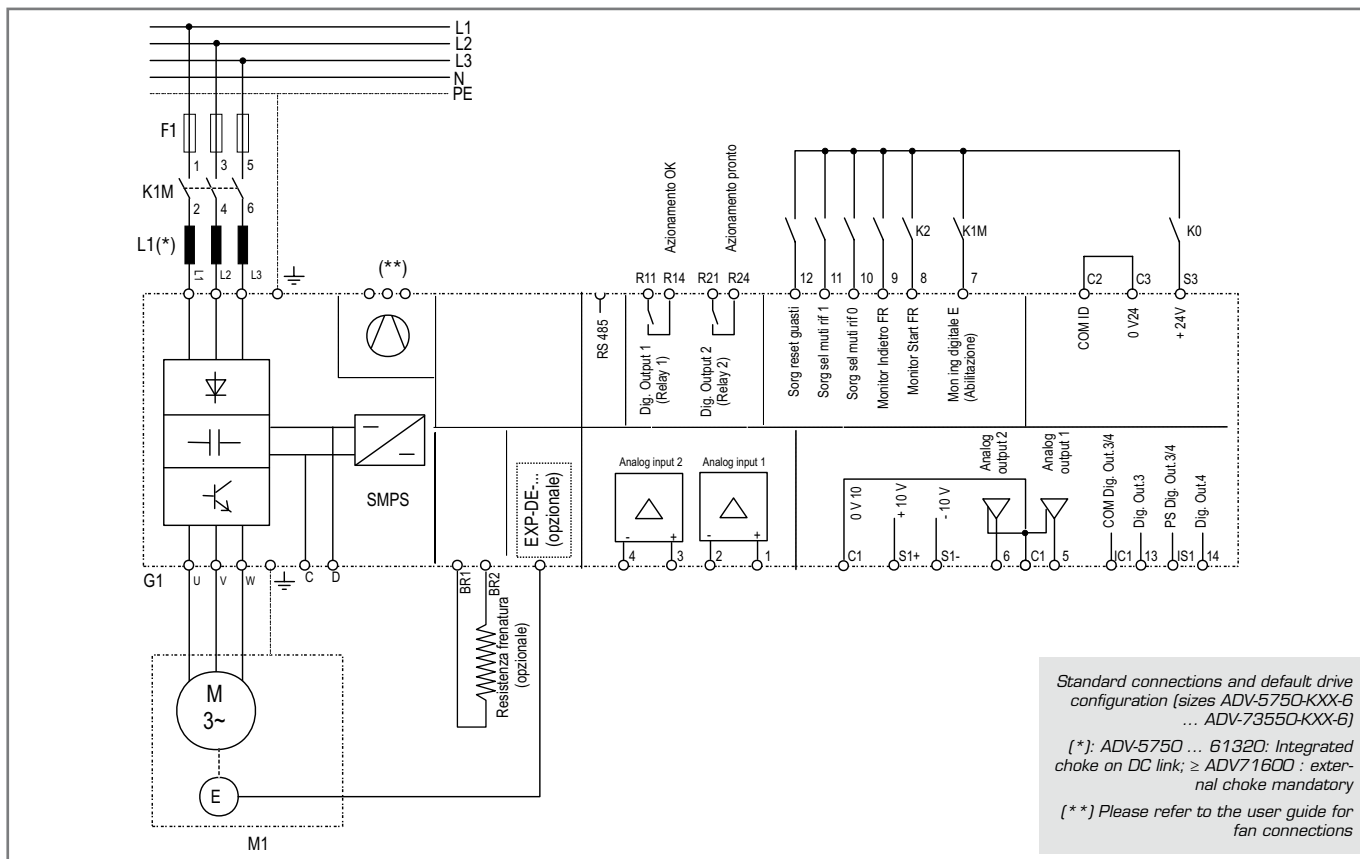 L1
L2
L3
N
PE
F1
1 3 5
K1M
2 4 6
L1(*)
L1 L2 L3
(**)
RS 485
Azionamento OK
Azionamento pronto
R11 R14 R21 R24
Dig. Output 1
(Relay 1)
Dig. Output 2
(Relay 2)
K2 K1M K0
12 11 10 9 8 7 C2 C3 S3
Sorg reset guasti
Sorg sel muti rif 1
Sorg sel muti rif 0
Monitor Indietro FR
Monitor Start FR
Mon ing digitale E
(Abilitazione)
COM ID
0 V24
+ 24V
SMPS
EXP-DE-...
(opzionale)
Analog input 2
Analog input 1
- + - +
4 3 2 1
0 V 10
+ 10 V
- 10 V
Analog
output 2
Analog
output 1
COM Dig. Out.3/4
Dig. Out.3
PS Dig. Out.3/4
Dig. Out.4
C1 S1+ S1- 6 C1 5 IC1 13 IS1 14
G1 U V W C D
BR1
BR2
Resistenza frenatura
(opzionale)
M
3~
E
M1
Standard connections and default drive
configuration (sizes ADV-5750-KXX-6
... ADV-73550-KXX-6)
(*): ADV-5750 ... 61320: Integrated
choke on DC link; ≥ ADV71600 : exter-
nal choke mandatory
(**) Please refer to the user guide for
fan connections